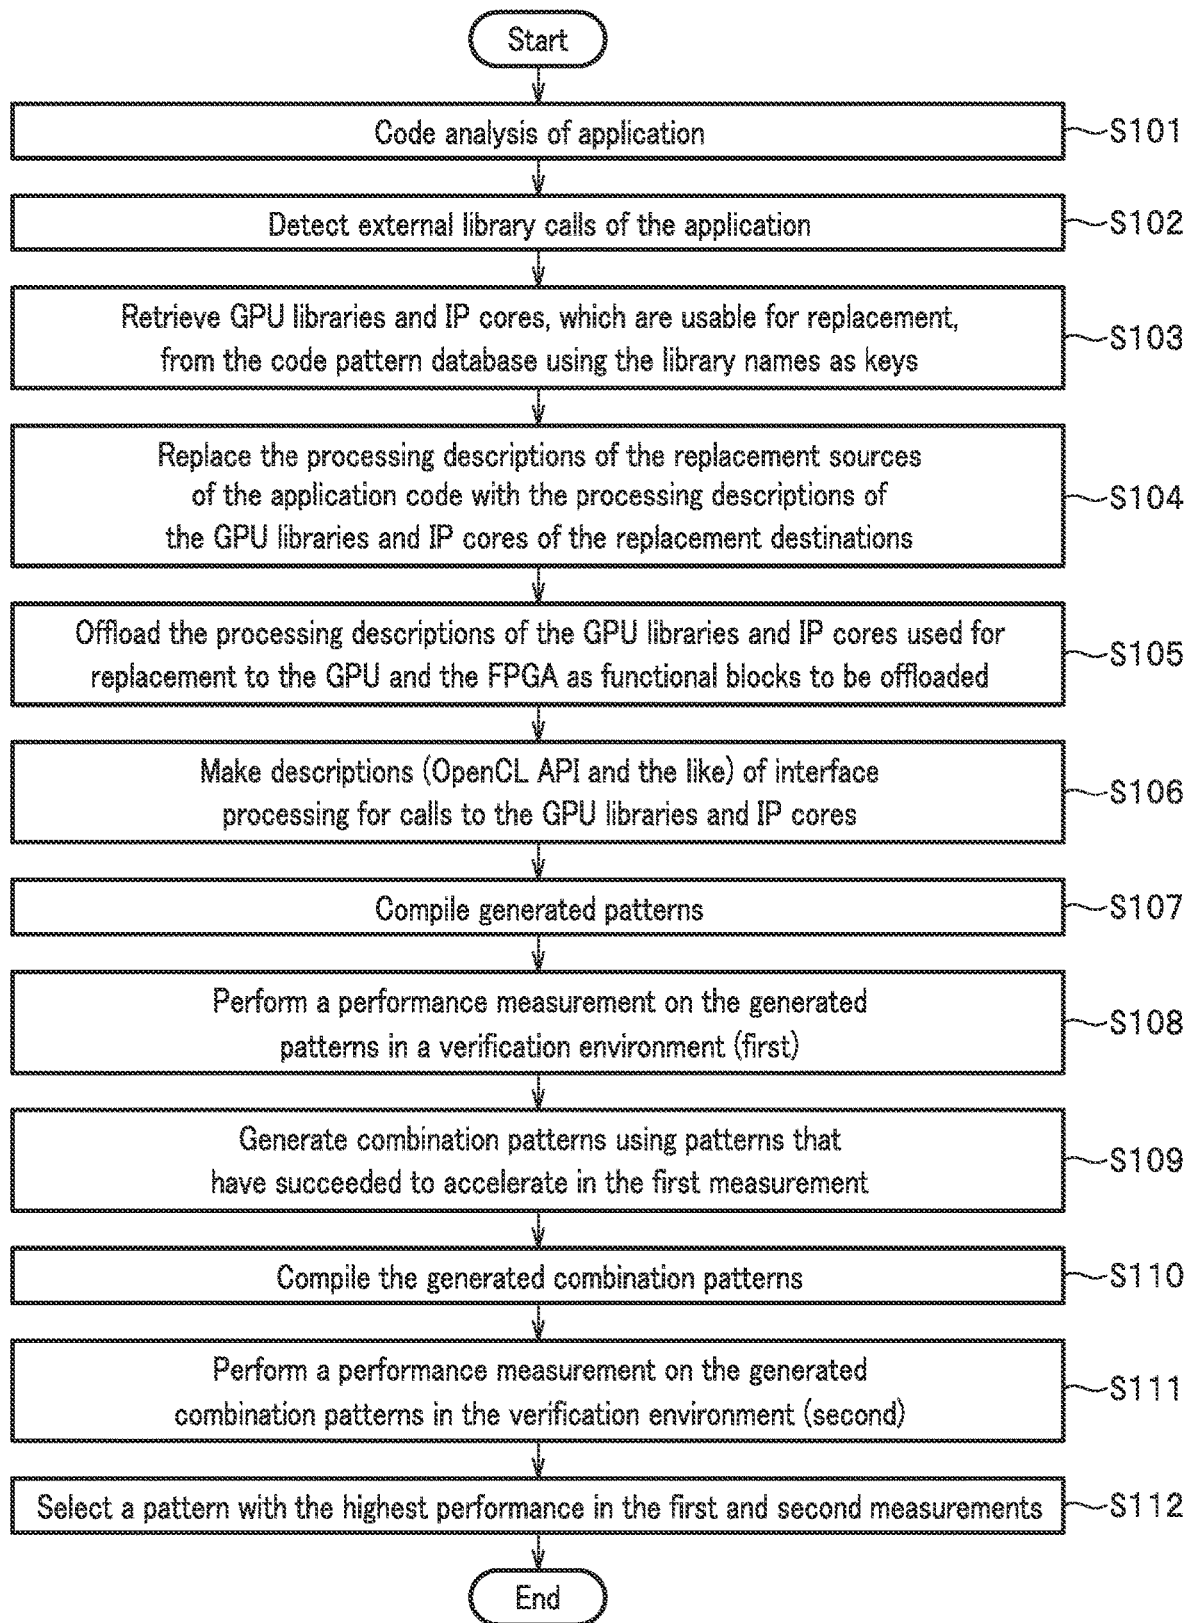 Start
Code analysis of application
S101
Detect external library calls of the application
S102
Retrieve GPU libraries and IP cores, which are usable for replacement,
from the code pattern database using the library names as keys
S103
Replace the processing descriptions of the replacement sources
of the application code with the processing descriptions of
the GPU libraries and IP cores of the replacement destinations
S104
Offload the processing descriptions of the GPU libraries and IP cores used for
replacement to the GPU and the FPGA as functional blocks to be offloaded
S105
Make descriptions (OpenCL API and the like) of interface
processing for calls to the GPU libraries and IP cores
S106
Compile generated patterns
S107
Perform a performance measurement on the generated
patterns in a verification environment (first)
S108
Generate combination patterns using patterns that
have succeeded to accelerate in the first measurement
S109
Compile the generated combination patterns
S110
Perform a performance measurement on the generated
combination patterns in the verification environment (second)
S111
Select a pattern with the highest performance in the first and second measurements
S112
End